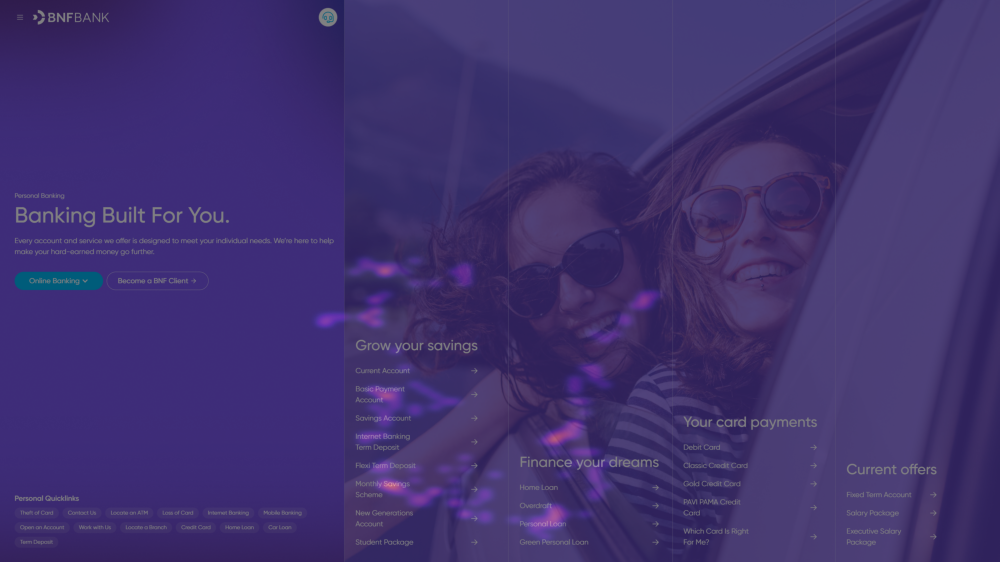 BNFBANK
Personal Banking
Banking Built For You.
Every account and service we offer is designed to meet your individual needs. We're here to help
make your hard-earned money go further.
Online Banking
Become a BNF Client →
Personal Quicklinks
Theft of Card
Contact Us
Locate an ATM
Loss of Card
Internet Banking
Mobile Banking
Open an Account
Work with Us
Locate a Branch
Credit Card
Home Loan
Car Loan
Term Deposit
Grow your savings
Current Account →
Basic Payment
Account →
Savings Account →
Internet Banking
Term Deposit →
Flexi Term Deposit →
Monthly Savings
Scheme →
New Generations
Account →
Student Package →
Finance your dreams
Home Loan →
Overdraft →
Personal Loan →
Green Personal Loan →
Your card payments
Debit Card →
Classic Credit Card →
Gold Credit Card →
PAVI PAMA Credit
Card →
Which Card Is Right
For Me? →
Current offers
Fixed Term Account →
Salary Package →
Executive Salary
Package →